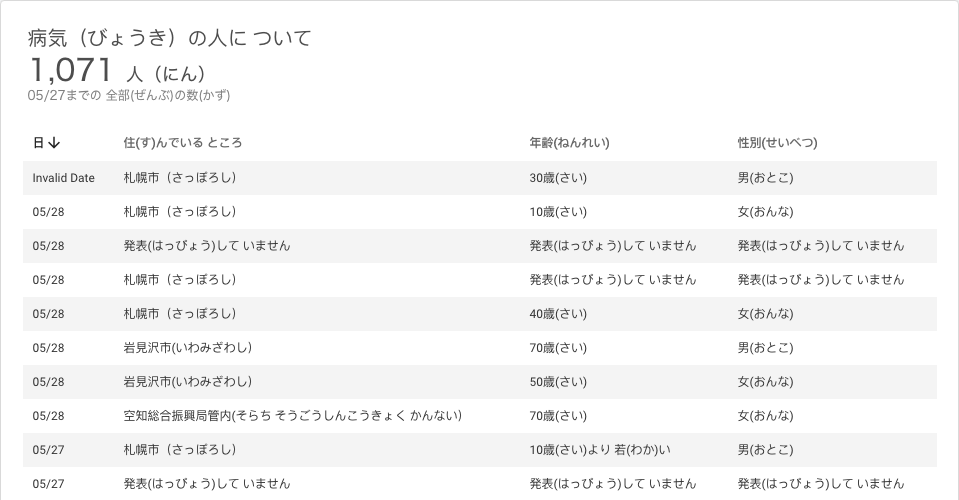 病気（びょうき）の人に ついて
1,071 人（にん）
05/27までの 全部(ぜんぶ)の数(かず)
日↓ 住(す)んでいる ところ 年齢(ねんれい) 性別(せいべつ)
Invalid Date 札幌市（さっぽろし） 30歳(さい) 男(おとこ)
05/28 札幌市（さっぽろし） 10歳(さい) 女(おんな)
05/28 発表(はっぴょう)して いません 発表(はっぴょう)して いません 発表(はっぴょう)して いません
05/28 札幌市（さっぽろし） 発表(はっぴょう)して いません 発表(はっぴょう)して いません
05/28 札幌市（さっぽろし） 40歳(さい) 女(おんな)
05/28 岩見沢市(いわみざわし） 70歳(さい) 男(おとこ)
05/28 岩見沢市(いわみざわし） 50歳(さい) 女(おんな)
05/28 空知総合振興局管内(そらち そうごうしんこうきょく かんない） 70歳(さい) 女(おんな)
05/27 札幌市（さっぽろし） 10歳(さい)より 若(わか)い 男(おとこ)
05/27 発表(はっぴょう)して いません 発表(はっぴょう)して いません 発表(はっぴょう)して いません